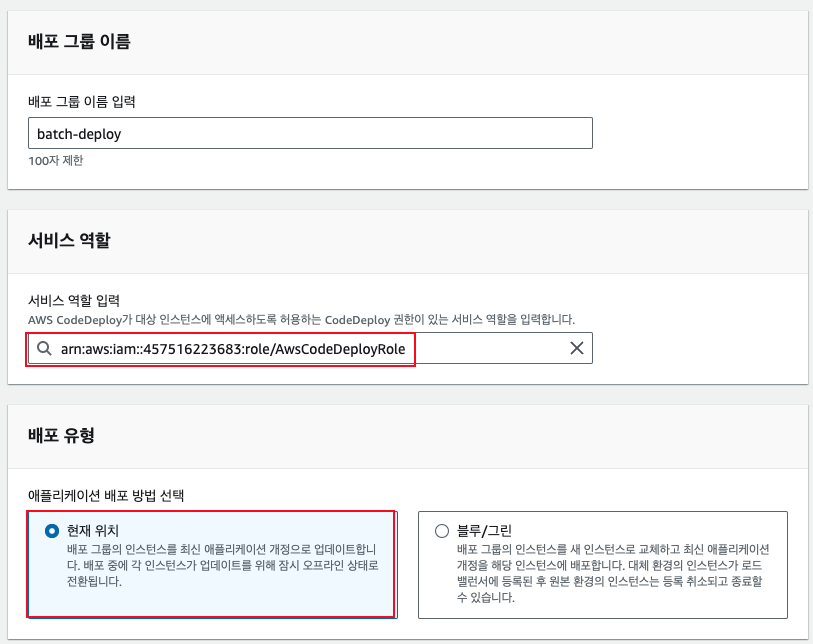 배포 그룹 이름
배포 그룹 이름 입력
batch-deploy
100자 제한
서비스 역할
서비스 역할 입력
AWS CodeDeploy가 대상 인스턴스에 액세스하도록 허용하는 CodeDeploy 권한이 있는 서비스 역할을 입력합니다.
arn:aws:iam::457516223683:role/AwsCodeDeployRole
배포 유형
애플리케이션 배포 방법 선택
현재 위치
배포 그룹의 인스턴스를 최신 애플리케이션 개정으로 업데이트합니
다. 배포 중에 각 인스턴스가 업데이트를 위해 잠시 오프라인 상태로
전환됩니다.
블루/그린
배포 그룹의 인스턴스를 새 인스턴스로 교체하고 최신 애플리케이션
개정을 해당 인스턴스에 배포합니다. 대체 환경의 인스턴스가 로드
밸런서에 등록된 후 원본 환경의 인스턴스는 등록 취소되고 종료할
수 있습니다.